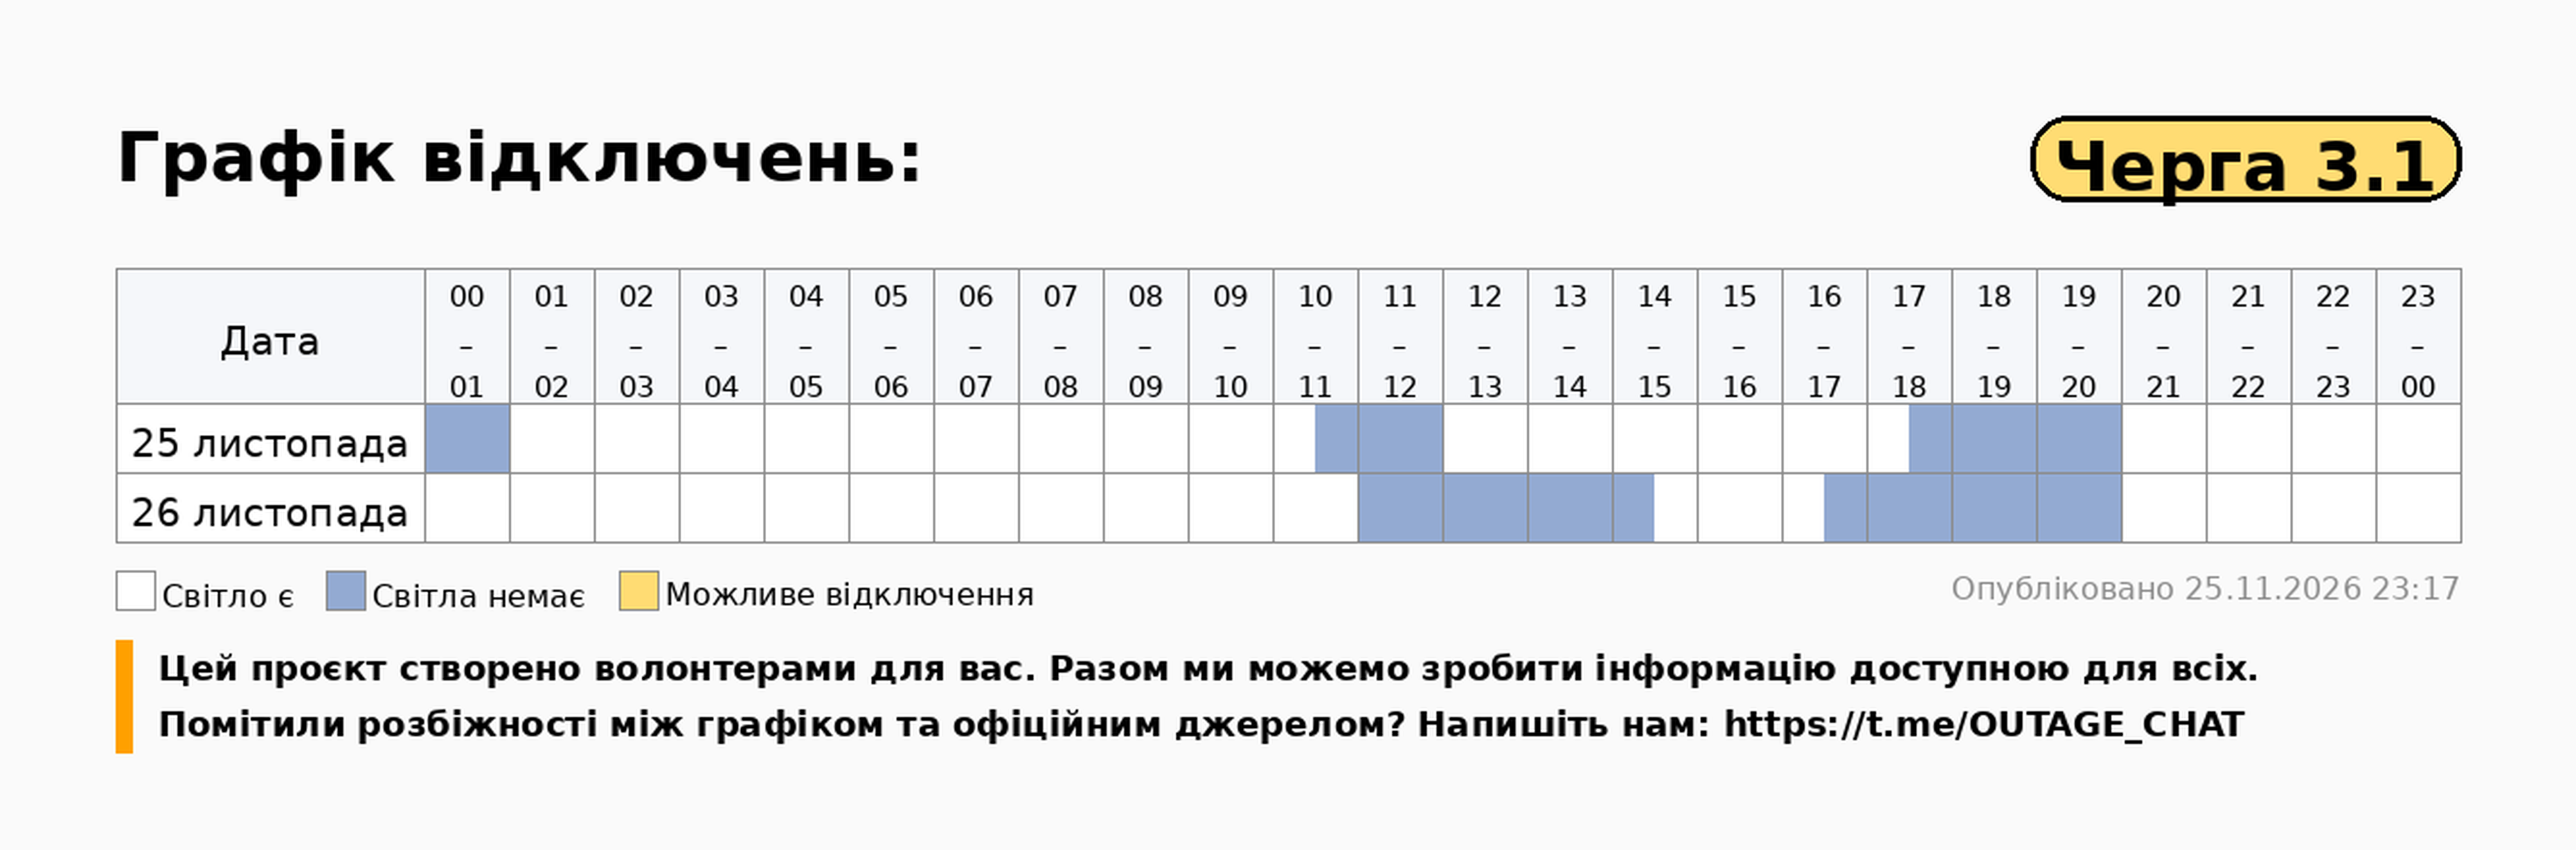 Графік відключень:
Черга 3.1
Дата
00 – 01
01 – 02
02 – 03
03 – 04
04 – 05
05 – 06
06 – 07
07 – 08
08 – 09
09 – 10
10 – 11
11 – 12
12 – 13
13 – 14
14 – 15
15 – 16
16 – 17
17 – 18
18 – 19
19 – 20
20 – 21
21 – 22
22 – 23
23 – 00
25 листопада
26 листопада
Світло є
Світла немає
Можливе відключення
Опубліковано 25.11.2026 23:17
Цей проєкт створено волонтерами для вас. Разом ми можемо зробити інформацію доступною для всіх.
Помітили розбіжності між графіком та офіційним джерелом? Напишіть нам: https://t.me/OUTAGE_CHAT